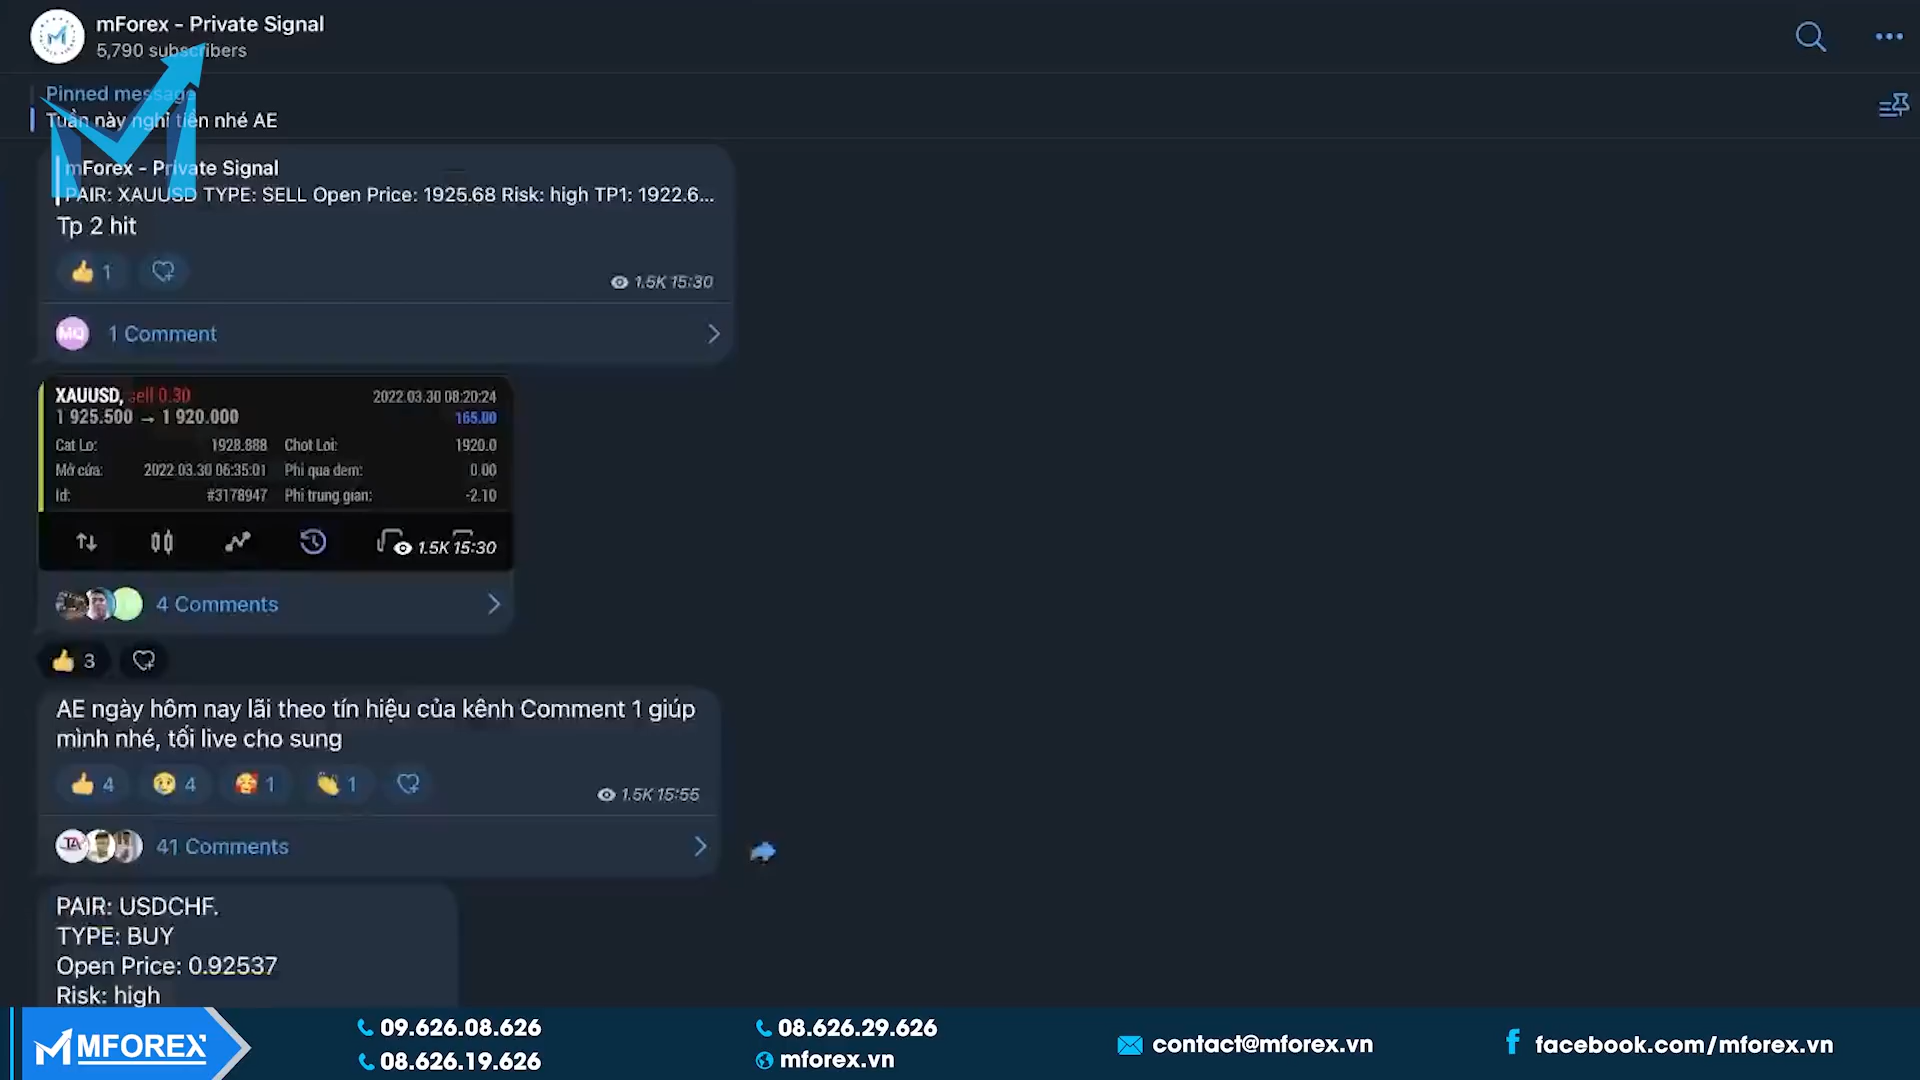 mForex - Private Signal
5,790 subscribers
Pinned message
Tuần này nghỉ tiền nhé AE
mForex - Private Signal
PAIR: XAUUSD TYPE: SELL Open Price: 1925.68 Risk: high TP1: 1922.6...
Tp 2 hit
1
1.5K 15:30
MQ
1 Comment
XAUUSD, sell 0.30
2022.03.30 08:20:24
1 925.500 → 1 920.000
165.00
Cat Lo: 1928.888 Chot Loi: 1920.0
Mở cửa: 2022.03.30 06:35:01 Phi qua dem: 0.00
Id: #3178947 Phi trung gian: -2.10
1.5K 15:30
4 Comments
3
AE ngày hôm nay lãi theo tín hiệu của kênh Comment 1 giúp
mình nhé, tối live cho sung
4 4 1 1
1.5K 15:55
TA
41 Comments
PAIR: USDCHF.
TYPE: BUY
Open Price: 0.92537
Risk: high
MFOREX
09.626.08.626
08.626.19.626
08.626.29.626
mforex.vn
contact@mforex.vn
facebook.com/mforex.vn